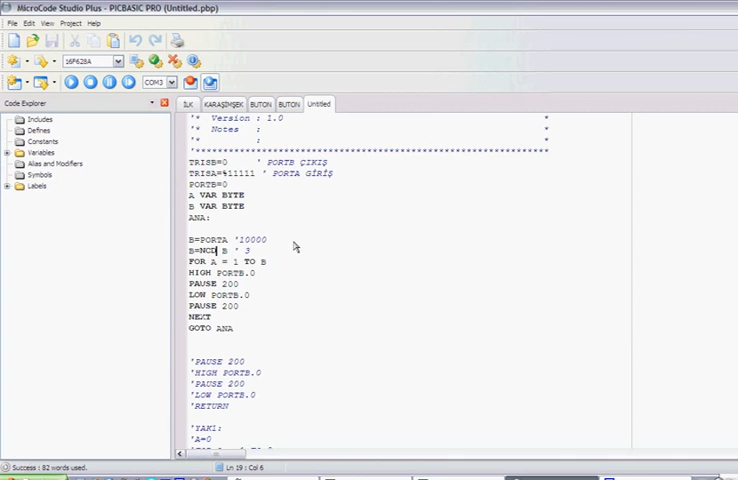 MicroCode Studio Plus - PICBASIC PRO (Untitled.pbp)
File Edit View Project Help
16F628A
COM3
Code Explorer
İLK KARAŞİMŞEK BUTON BUTON Untitled
Includes
Defines
Constants
Variables
Alias and Modifiers
Symbols
Labels
'* Version : 1.0 *
'* Notes : *
'* : *
'****************************************************************
TRISB=0 ' PORTB ÇIKIŞ
TRISA=%11111 ' PORTA GİRİŞ
PORTB=0
A VAR BYTE
B VAR BYTE
ANA:
B=PORTA '10000
B=NCD B ' 3
FOR A = 1 TO B
HIGH PORTB.0
PAUSE 200
LOW PORTB.0
PAUSE 200
NEXT
GOTO ANA
'PAUSE 200
'HIGH PORTB.0
'PAUSE 200
'LOW PORTB.0
'RETURN
'YAK1:
'A=0
Success : 82 words used.
Ln 19 : Col 6